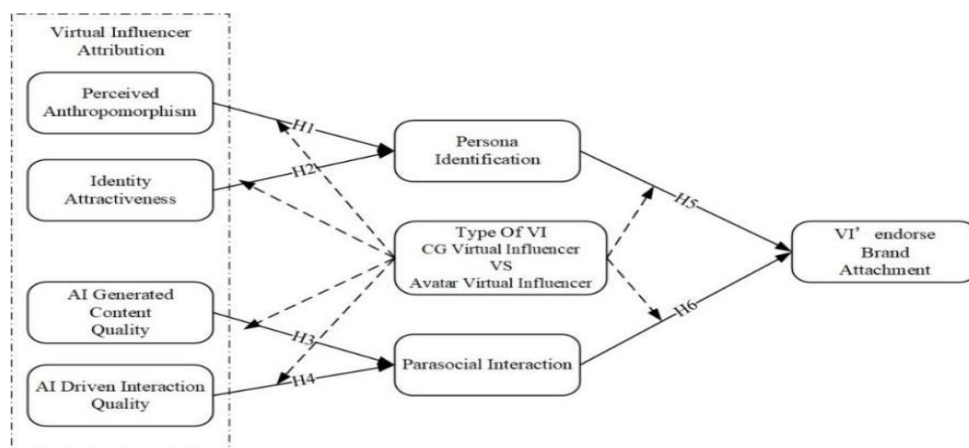 Virtual Influencer
Attribution
Perceived
Anthropomorphism
H1
Persona
Identification
H2
Identity
Attractiveness
H5
Type Of VI
CG Virtual Influencer
VS
Avatar Virtual Influencer
VI’ endorse
Brand
Attachment
AI Generated
Content
Quality
H3
H6
Parasocial Interaction
H4
AI Driven Interaction
Quality